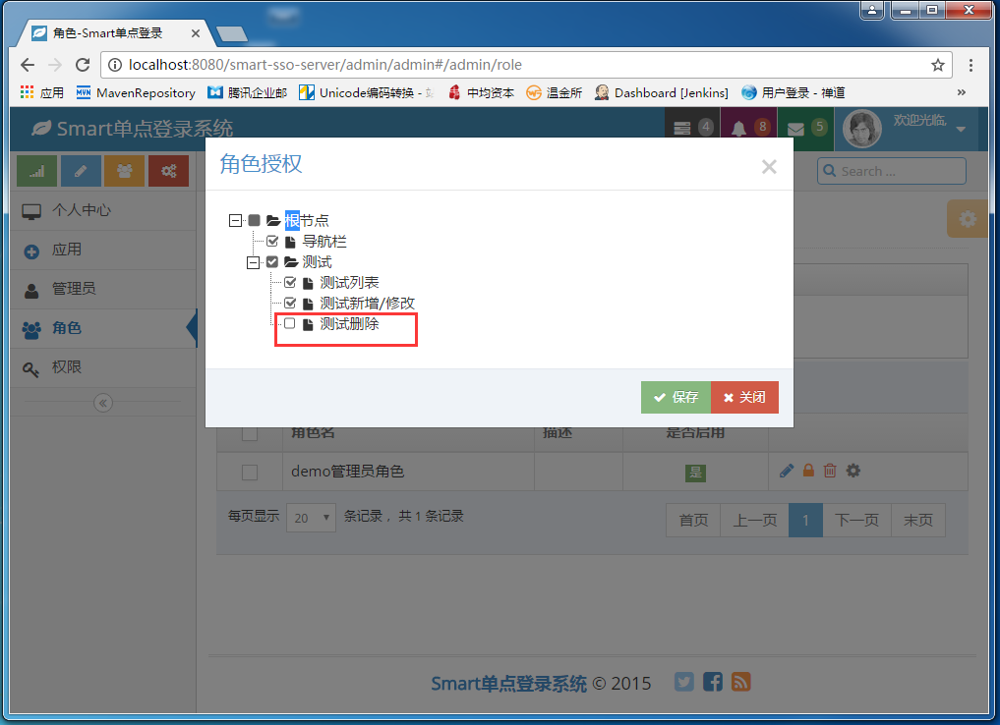 角色-Smart单点登录
localhost:8080/smart-sso-server/admin/admin#/admin/role
应用 MavenRepository 腾讯企业邮 Unicode编码转换 - 中均资本 温金所 Dashboard [Jenkins] 用户登录 - 禅道 »
Smart单点登录系统 4 8 5 欢迎光临,
角色授权
Search ...
个人中心
应用
管理员
角色
权限
根节点
导航栏
测试
测试列表
测试新增/修改
测试删除
保存 关闭
角色名 描述 是否启用
demo管理员角色 是
每页显示 20 条记录 ，共 1 条记录 首页 上一页 1 下一页 末页
Smart单点登录系统 © 2015